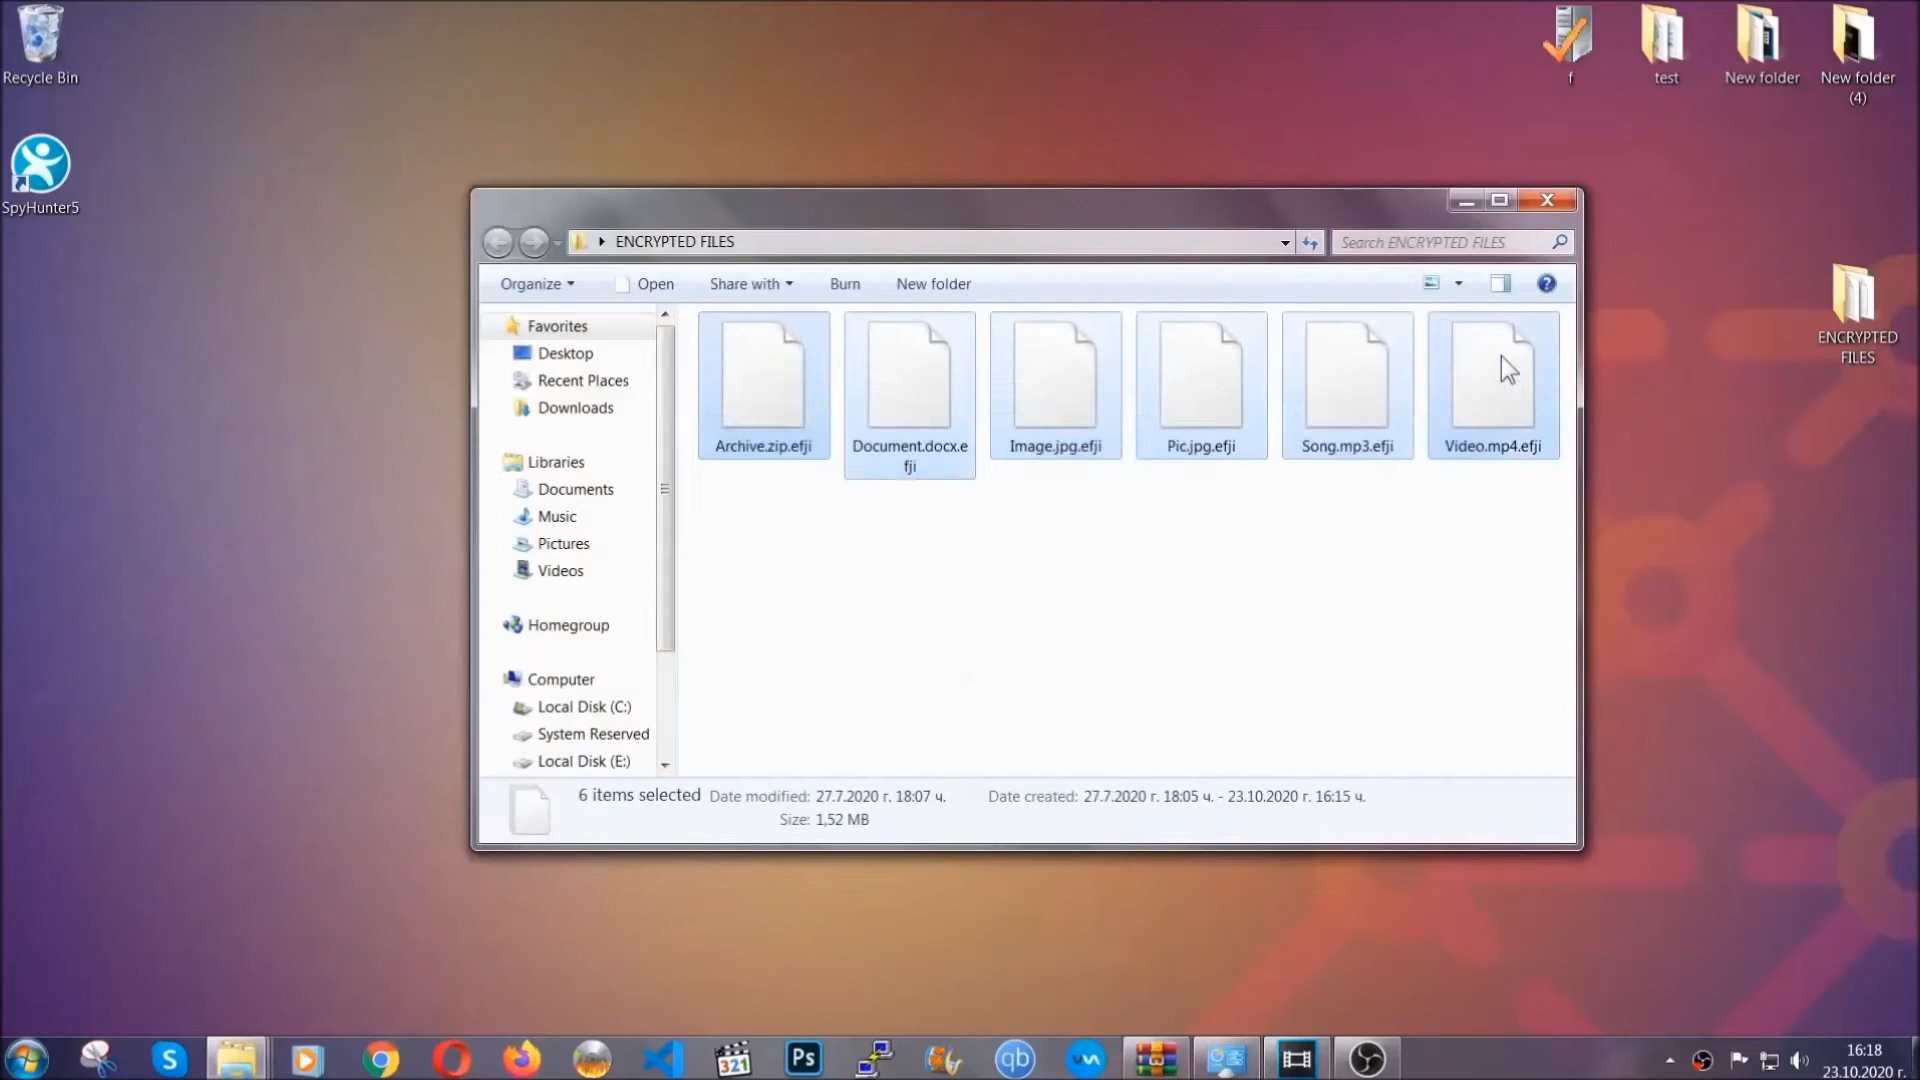 Recycle Bin
SpyHunter5
f
test
New folder
New folder
(4)
ENCRYPTED
FILES
ENCRYPTED FILES
Search ENCRYPTED FILES
Organize
Open
Share with
Burn
New folder
Favorites
Desktop
Recent Places
Downloads
Libraries
Documents
Music
Pictures
Videos
Homegroup
Computer
Local Disk (C:)
System Reserved
Local Disk (E:)
Archive.zip.efji
Document.docx.e
fji
Image.jpg.efji
Pic.jpg.efji
Song.mp3.efji
Video.mp4.efji
6 items selected Date modified: 27.7.2020 г. 18:07 ч. Date created: 27.7.2020 г. 18:05 ч. - 23.10.2020 г. 16:15 ч.
Size: 1,52 MB
S
321
Ps
qb
16:18
23.10.2020 г.